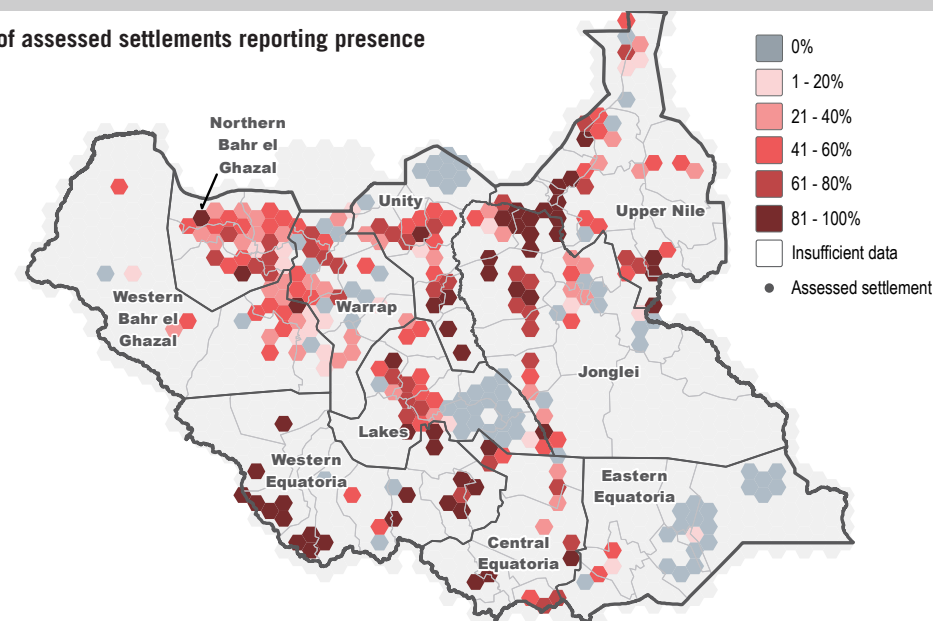 of assessed settlements reporting presence
0%
1 - 20%
21 - 40%
41 - 60%
61 - 80%
81 - 100%
Insufficient data
Assessed settlement
Northern
Bahr el
Ghazal
Unity
Upper Nile
Western
Bahr el
Ghazal
Warrap
Jonglei
Lakes
Western
Equatoria
Eastern
Equatoria
Central
Equatoria